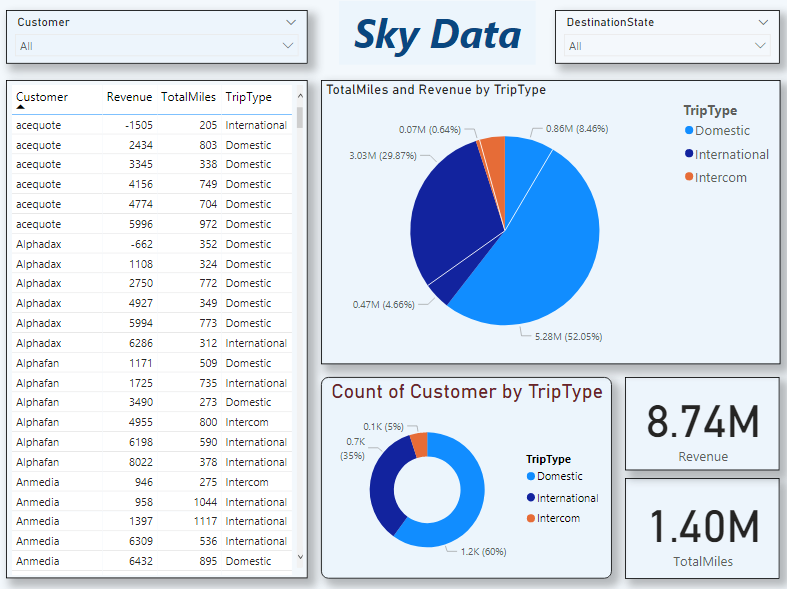 Customer
All
Sky Data
DestinationState
All
Customer Revenue TotalMiles TripType
acequote -1505 205 International
acequote 2434 803 Domestic
acequote 3345 338 Domestic
acequote 4156 749 Domestic
acequote 4774 704 Domestic
acequote 5996 972 Domestic
Alphadax -662 352 Domestic
Alphadax 1108 324 Domestic
Alphadax 2750 772 Domestic
Alphadax 4927 349 Domestic
Alphadax 5994 773 Domestic
Alphadax 6286 312 International
Alphafan 1171 509 Domestic
Alphafan 1725 735 International
Alphafan 3490 273 Domestic
Alphafan 4955 800 Intercom
Alphafan 6198 590 International
Alphafan 8022 378 International
Anmedia 946 275 Intercom
Anmedia 958 1044 International
Anmedia 1397 1117 International
Anmedia 6309 536 International
Anmedia 6432 895 Domestic
TotalMiles and Revenue by TripType
0.07M (0.64%)
0.86M (8.46%)
3.03M (29.87%)
0.47M (4.66%)
5.28M (52.05%)
TripType
Domestic
International
Intercom
Count of Customer by TripType
0.1K (5%)
0.7K
(35%)
1.2K (60%)
TripType
Domestic
International
Intercom
8.74M
Revenue
1.40M
TotalMiles